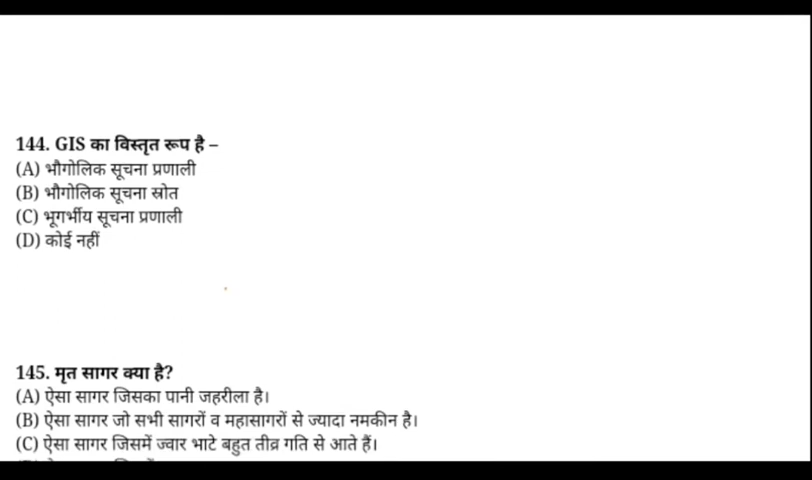 144. GIS का विस्तृत रूप है –
(A) भौगोलिक सूचना प्रणाली
(B) भौगोलिक सूचना स्रोत
(C) भूगर्भीय सूचना प्रणाली
(D) कोई नहीं
145. मृत सागर क्या है?
(A) ऐसा सागर जिसका पानी जहरीला है।
(B) ऐसा सागर जो सभी सागरों व महासागरों से ज्यादा नमकीन है।
(C) ऐसा सागर जिसमें ज्वार भाटे बहुत तीव्र गति से आते हैं।